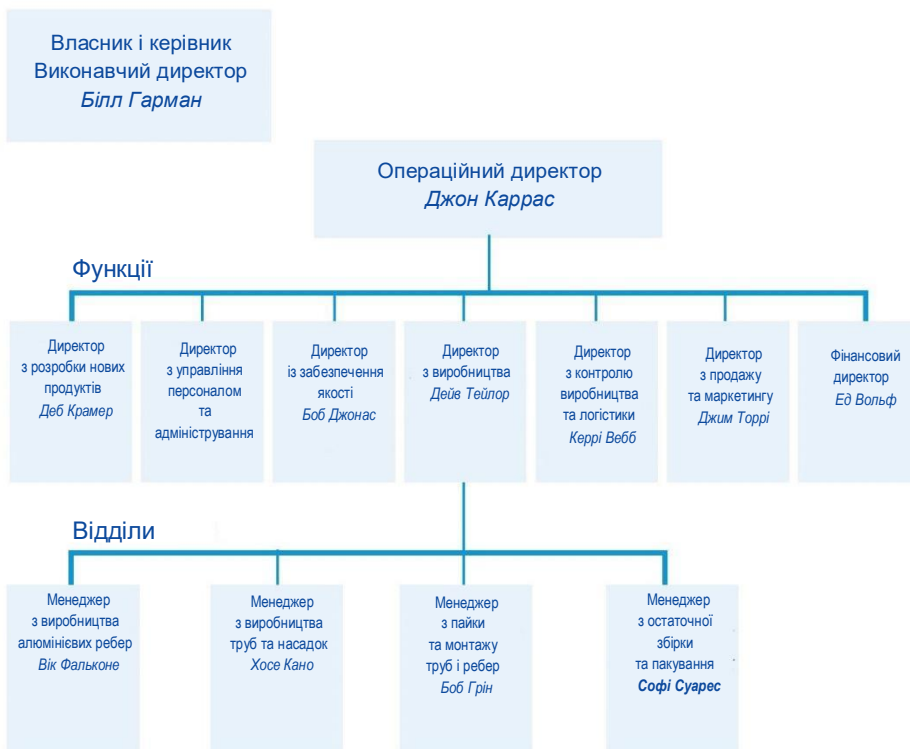 Власник і керівник
Виконавчий директор
Білл Гарман
Операційний директор
Джон Каррас
Функції
Директор
з розробки нових
продуктів
Деб Крамер
Директор
з управління
персоналом
та
адміністрування
Директор
із забезпечення
якості
Боб Джонас
Директор
з виробництва
Дейв Тейлор
Директор
з контролю
виробництва
та логістики
Керрі Вебб
Директор
з продажу
та маркетингу
Джим Торрі
Фінансовий
директор
Ед Вольф
Відділи
Менеджер
з виробництва
алюмінієвих ребер
Вік Фальконе
Менеджер
з виробництва
труб та насадок
Хосе Кано
Менеджер
з пайки
та монтажу
труб і ребер
Боб Грін
Менеджер
з остаточної
збірки
та пакування
Софі Суарес